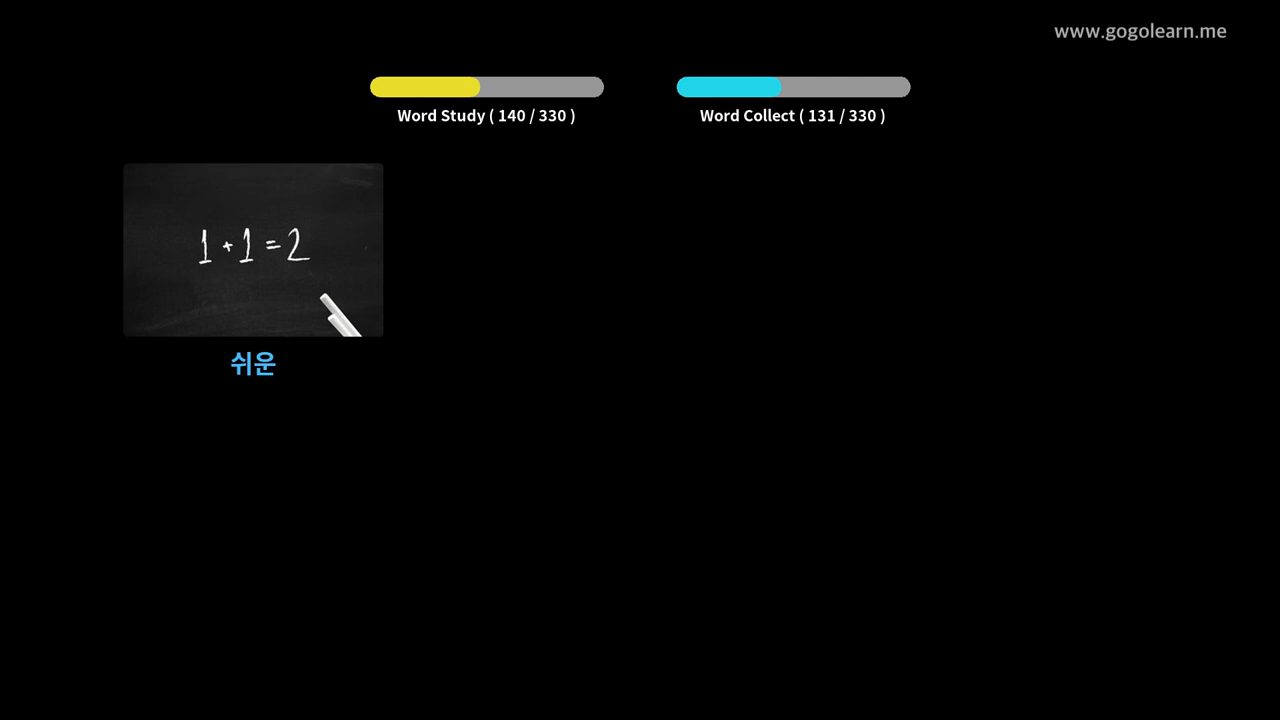 www.gogolearn.me
Word Study ( 140 / 330 )
Word Collect ( 131 / 330 )
1 + 1 = 2
쉬운